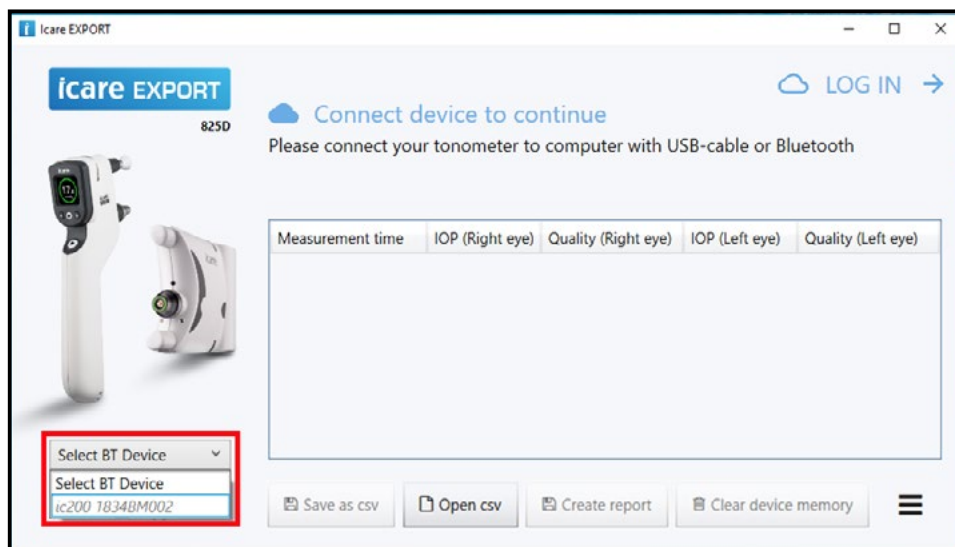 icare EXPORT
icare EXPORT
825D
LOG IN
Connect device to continue
Please connect your tonometer to computer with USB-cable or Bluetooth
Measurement time IOP (Right eye) Quality (Right eye) IOP (Left eye) Quality (Left eye)
Select BT Device
Select BT Device
ic200 1834BM002
Save as csv Open csv Create report Clear device memory